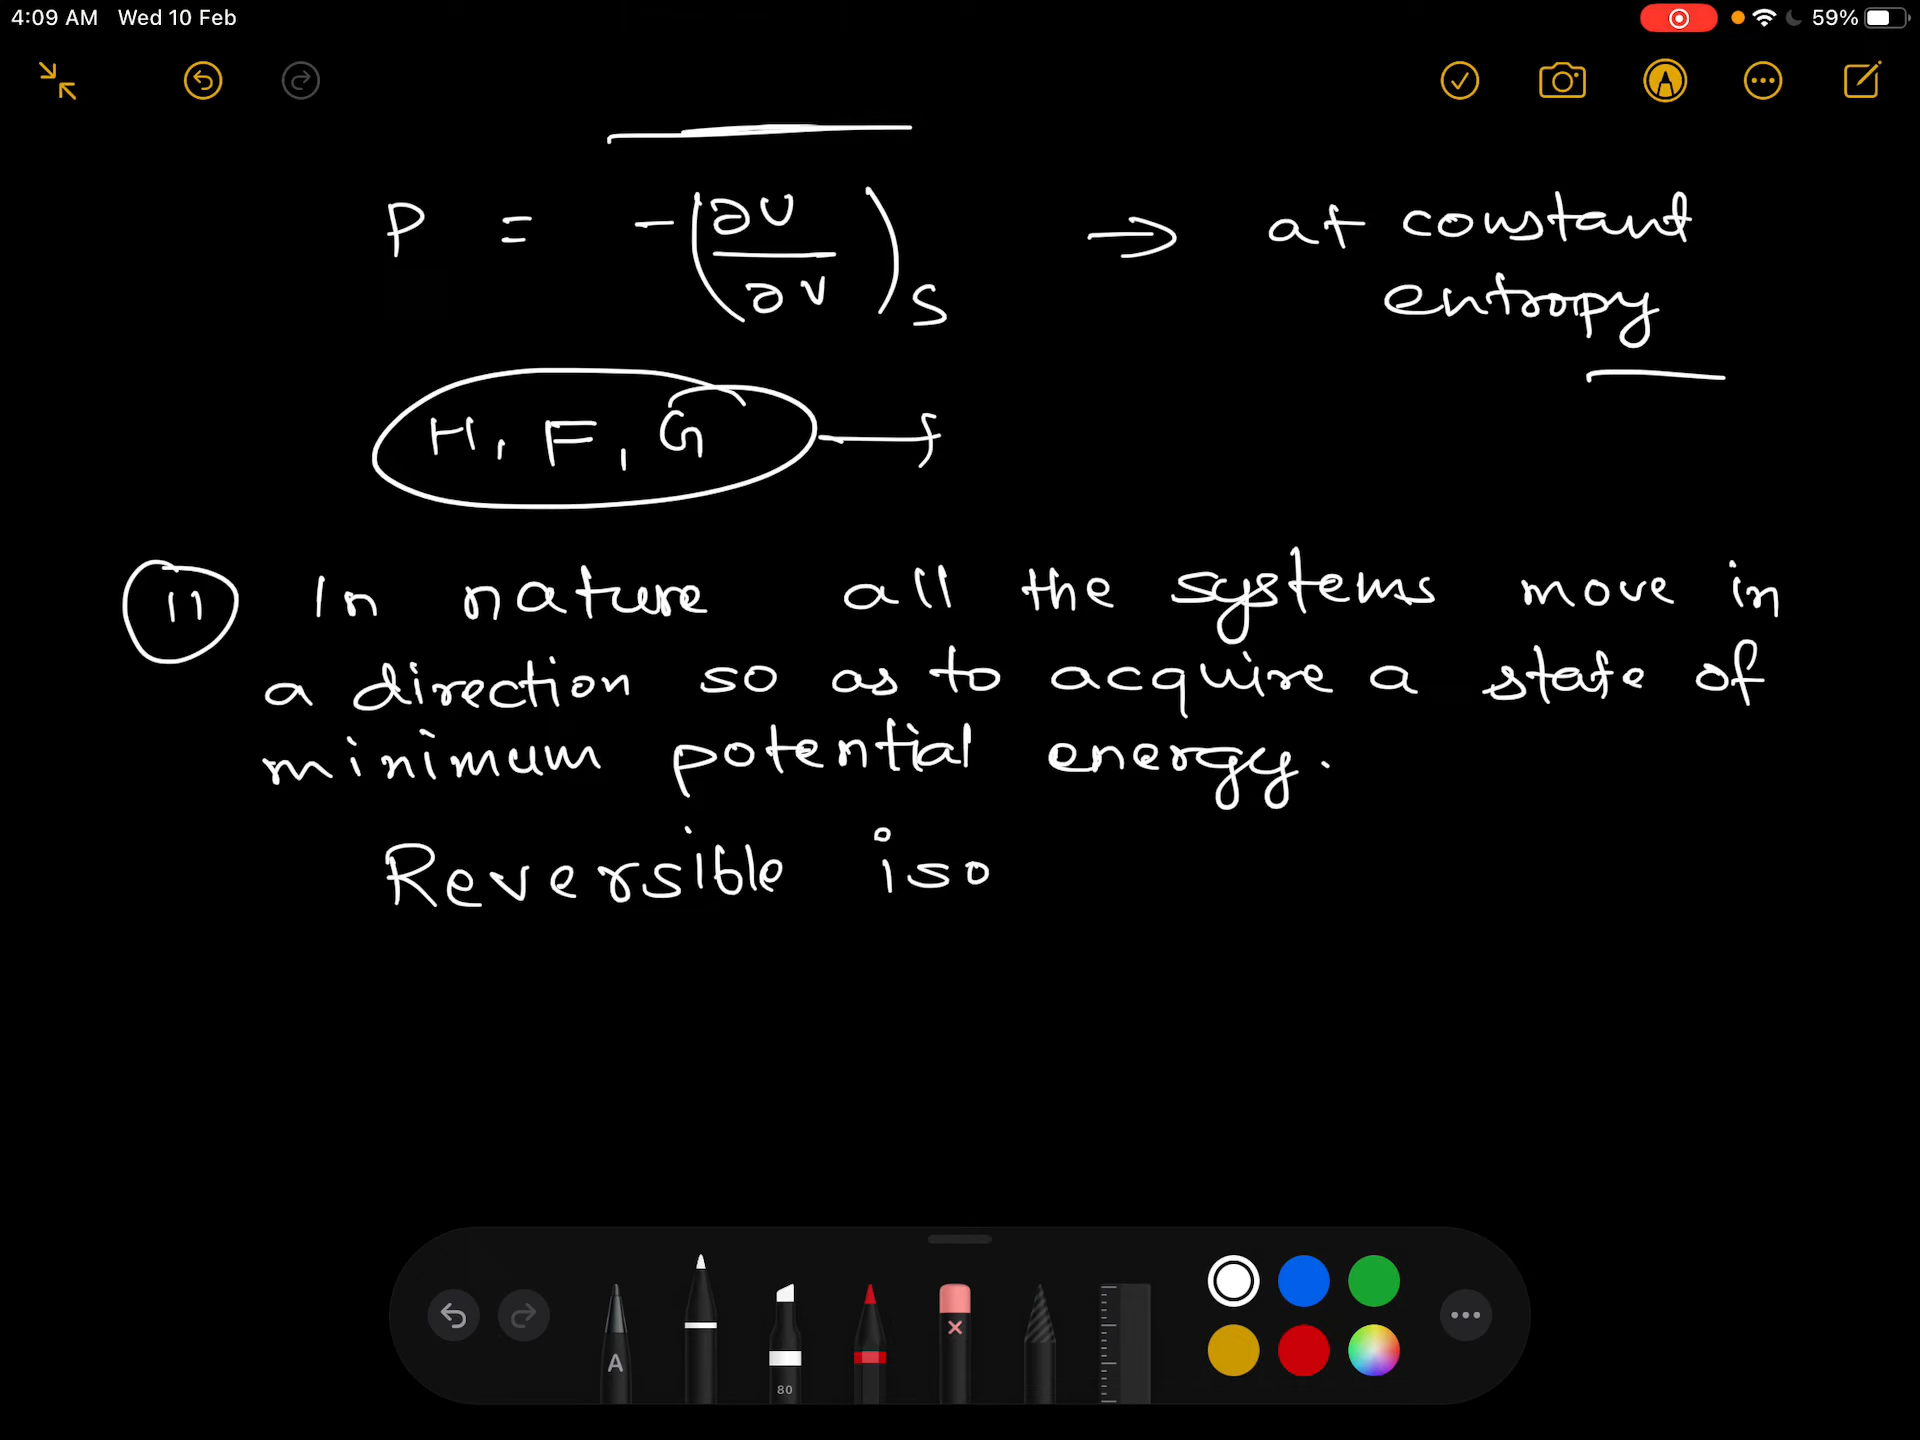 4:09 AM Wed 10 Feb 59%
P = -(∂U/∂V)S ⇒ at constant
entropy
H, F, G — f
11 In nature all the systems move in
a direction so as to acquire a state of
minimum potential energy.
Reversible iso
A
80